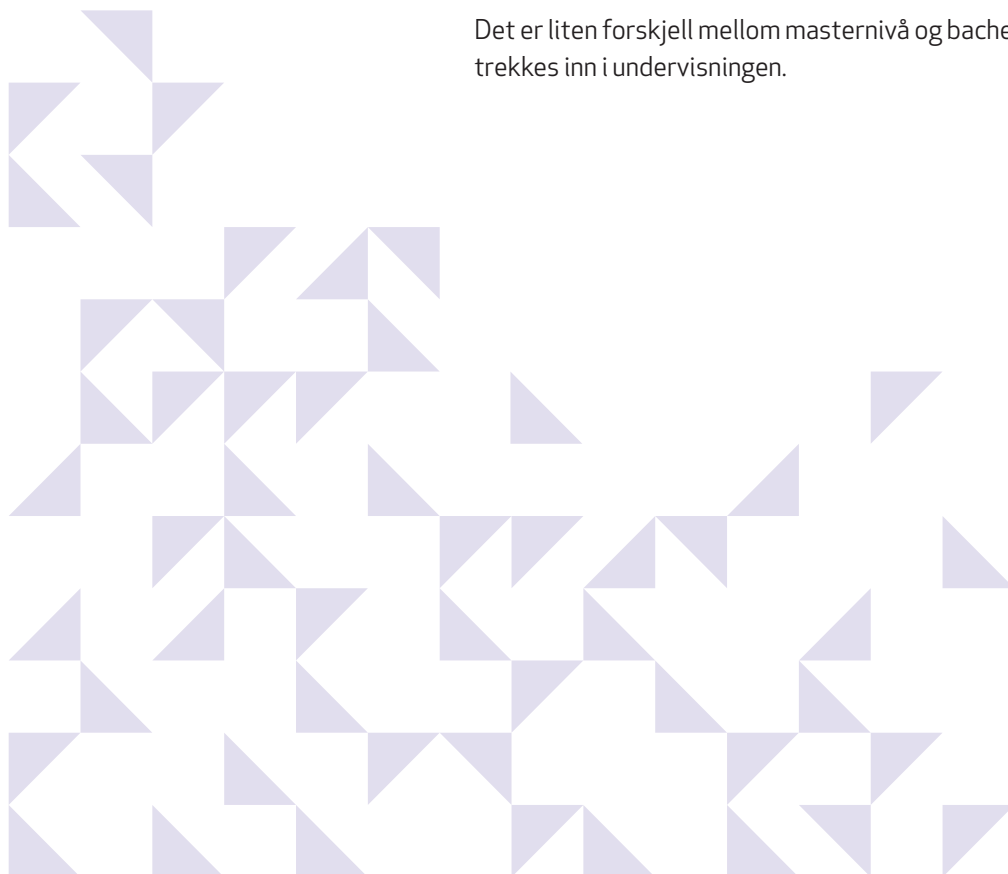 Det er liten forskjell mellom masternivå og bache
trekkes inn i undervisningen.